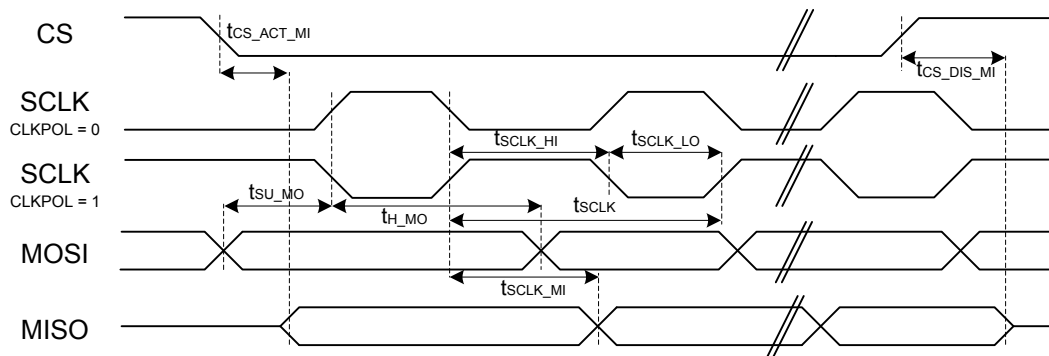 CS
tCS_ACT_MI
tCS_DIS_MI
SCLK
CLKPOL = 0
tSCLK_HI
tSCLK_LO
SCLK
CLKPOL = 1
tSU_MO
tH_MO
tSCLK
MOSI
tSCLK_MI
MISO